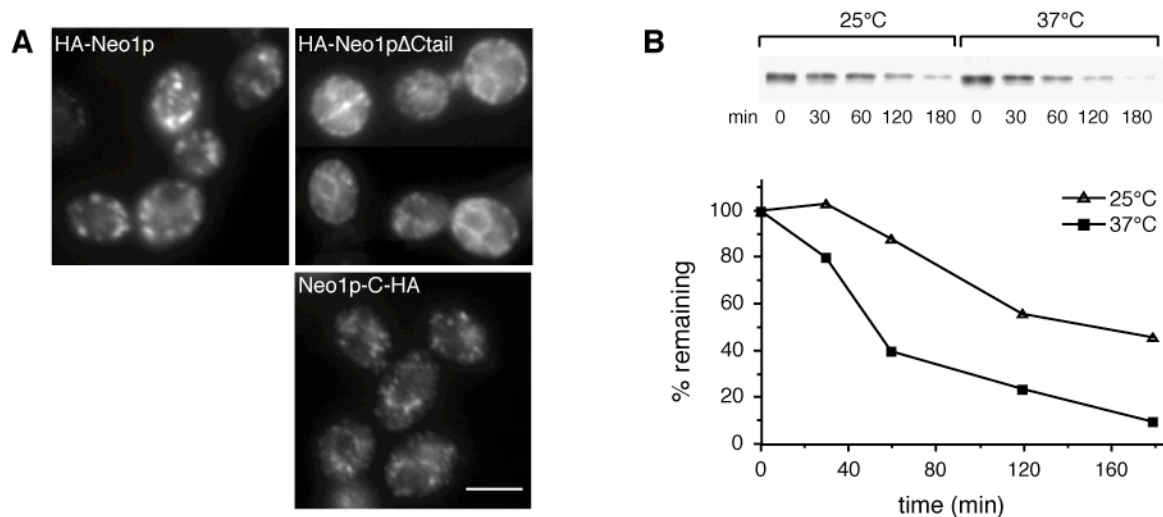 A
HA-Neo1p
HA-Neo1pΔCtail
Neo1p-C-HA
B
25°C 37°C
min 0 30 60 120 180 0 30 60 120 180
25°C
37°C
100
80
60
40
20
0
% remaining
0 40 80 120 160
time (min)